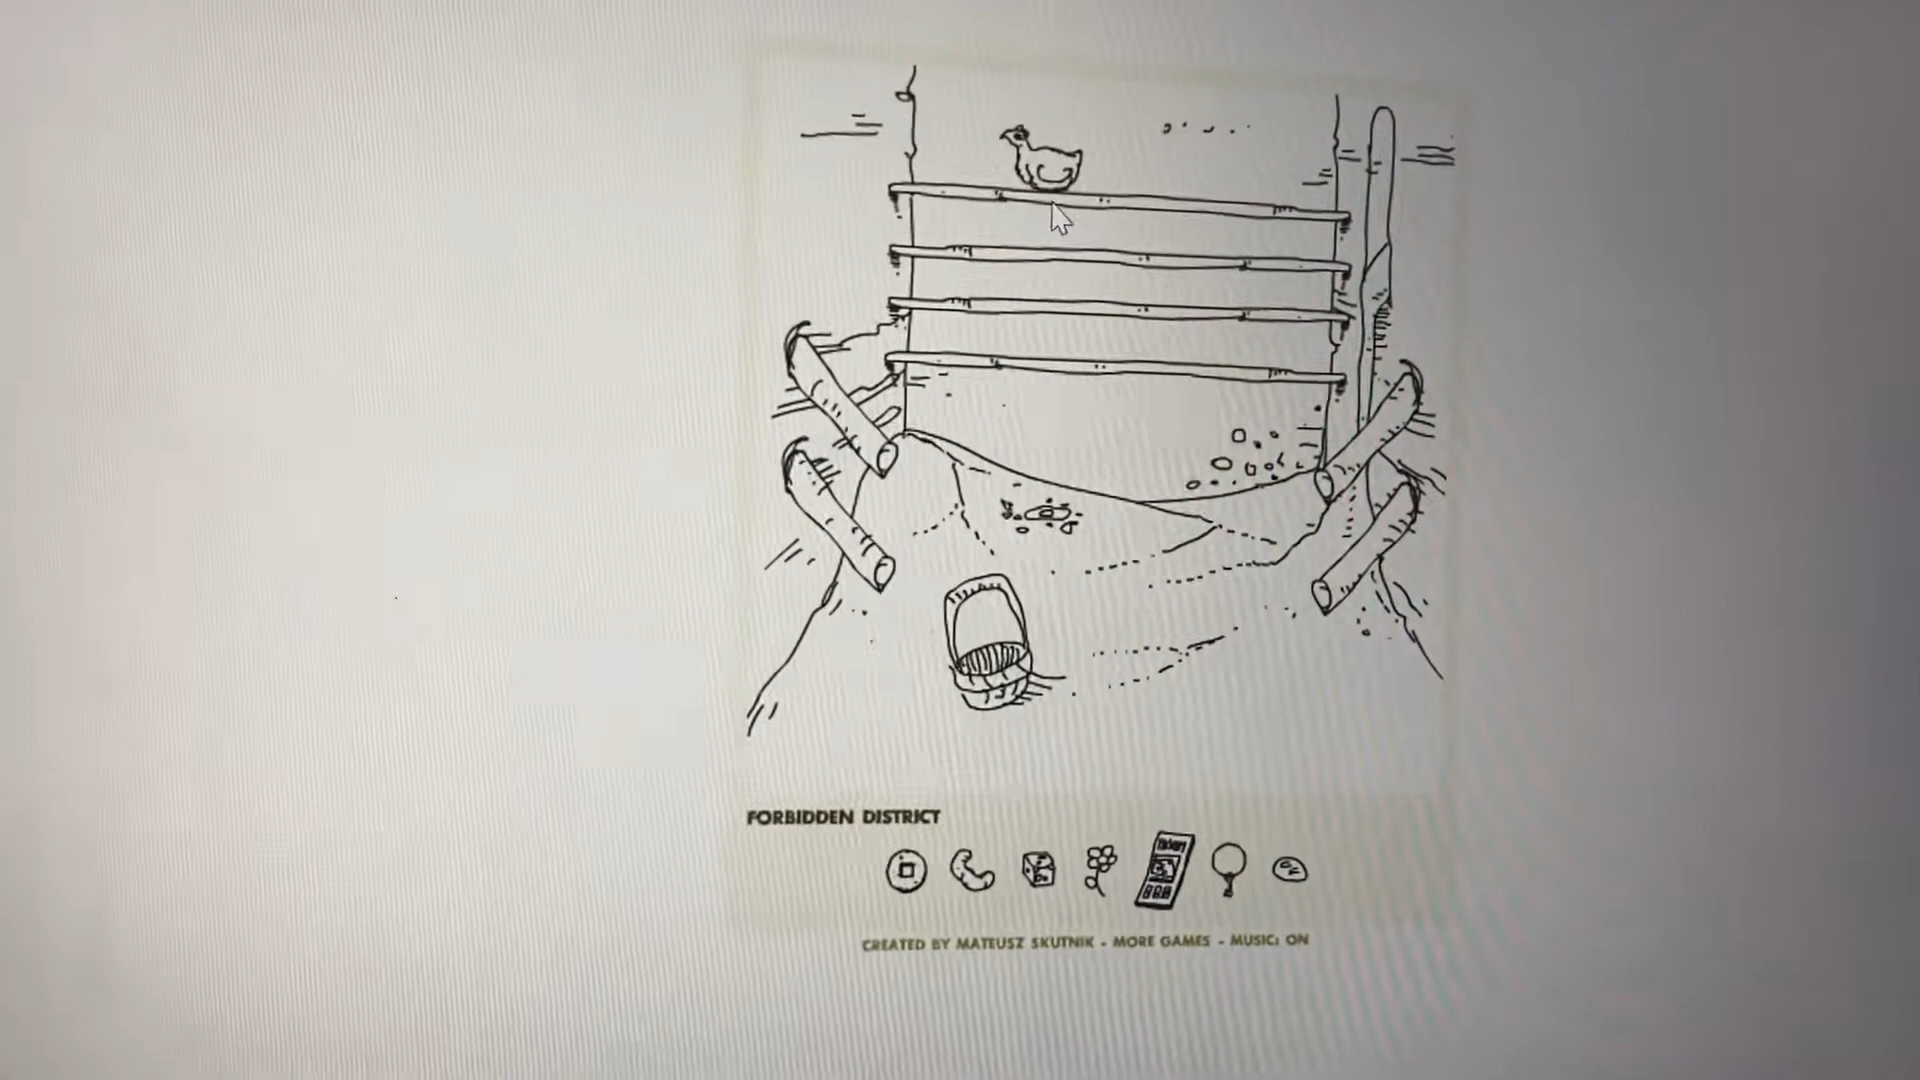 FORBIDDEN DISTRICT
CREATED BY MATEUSZ SKUTNIK - MORE GAMES - MUSIC: ON